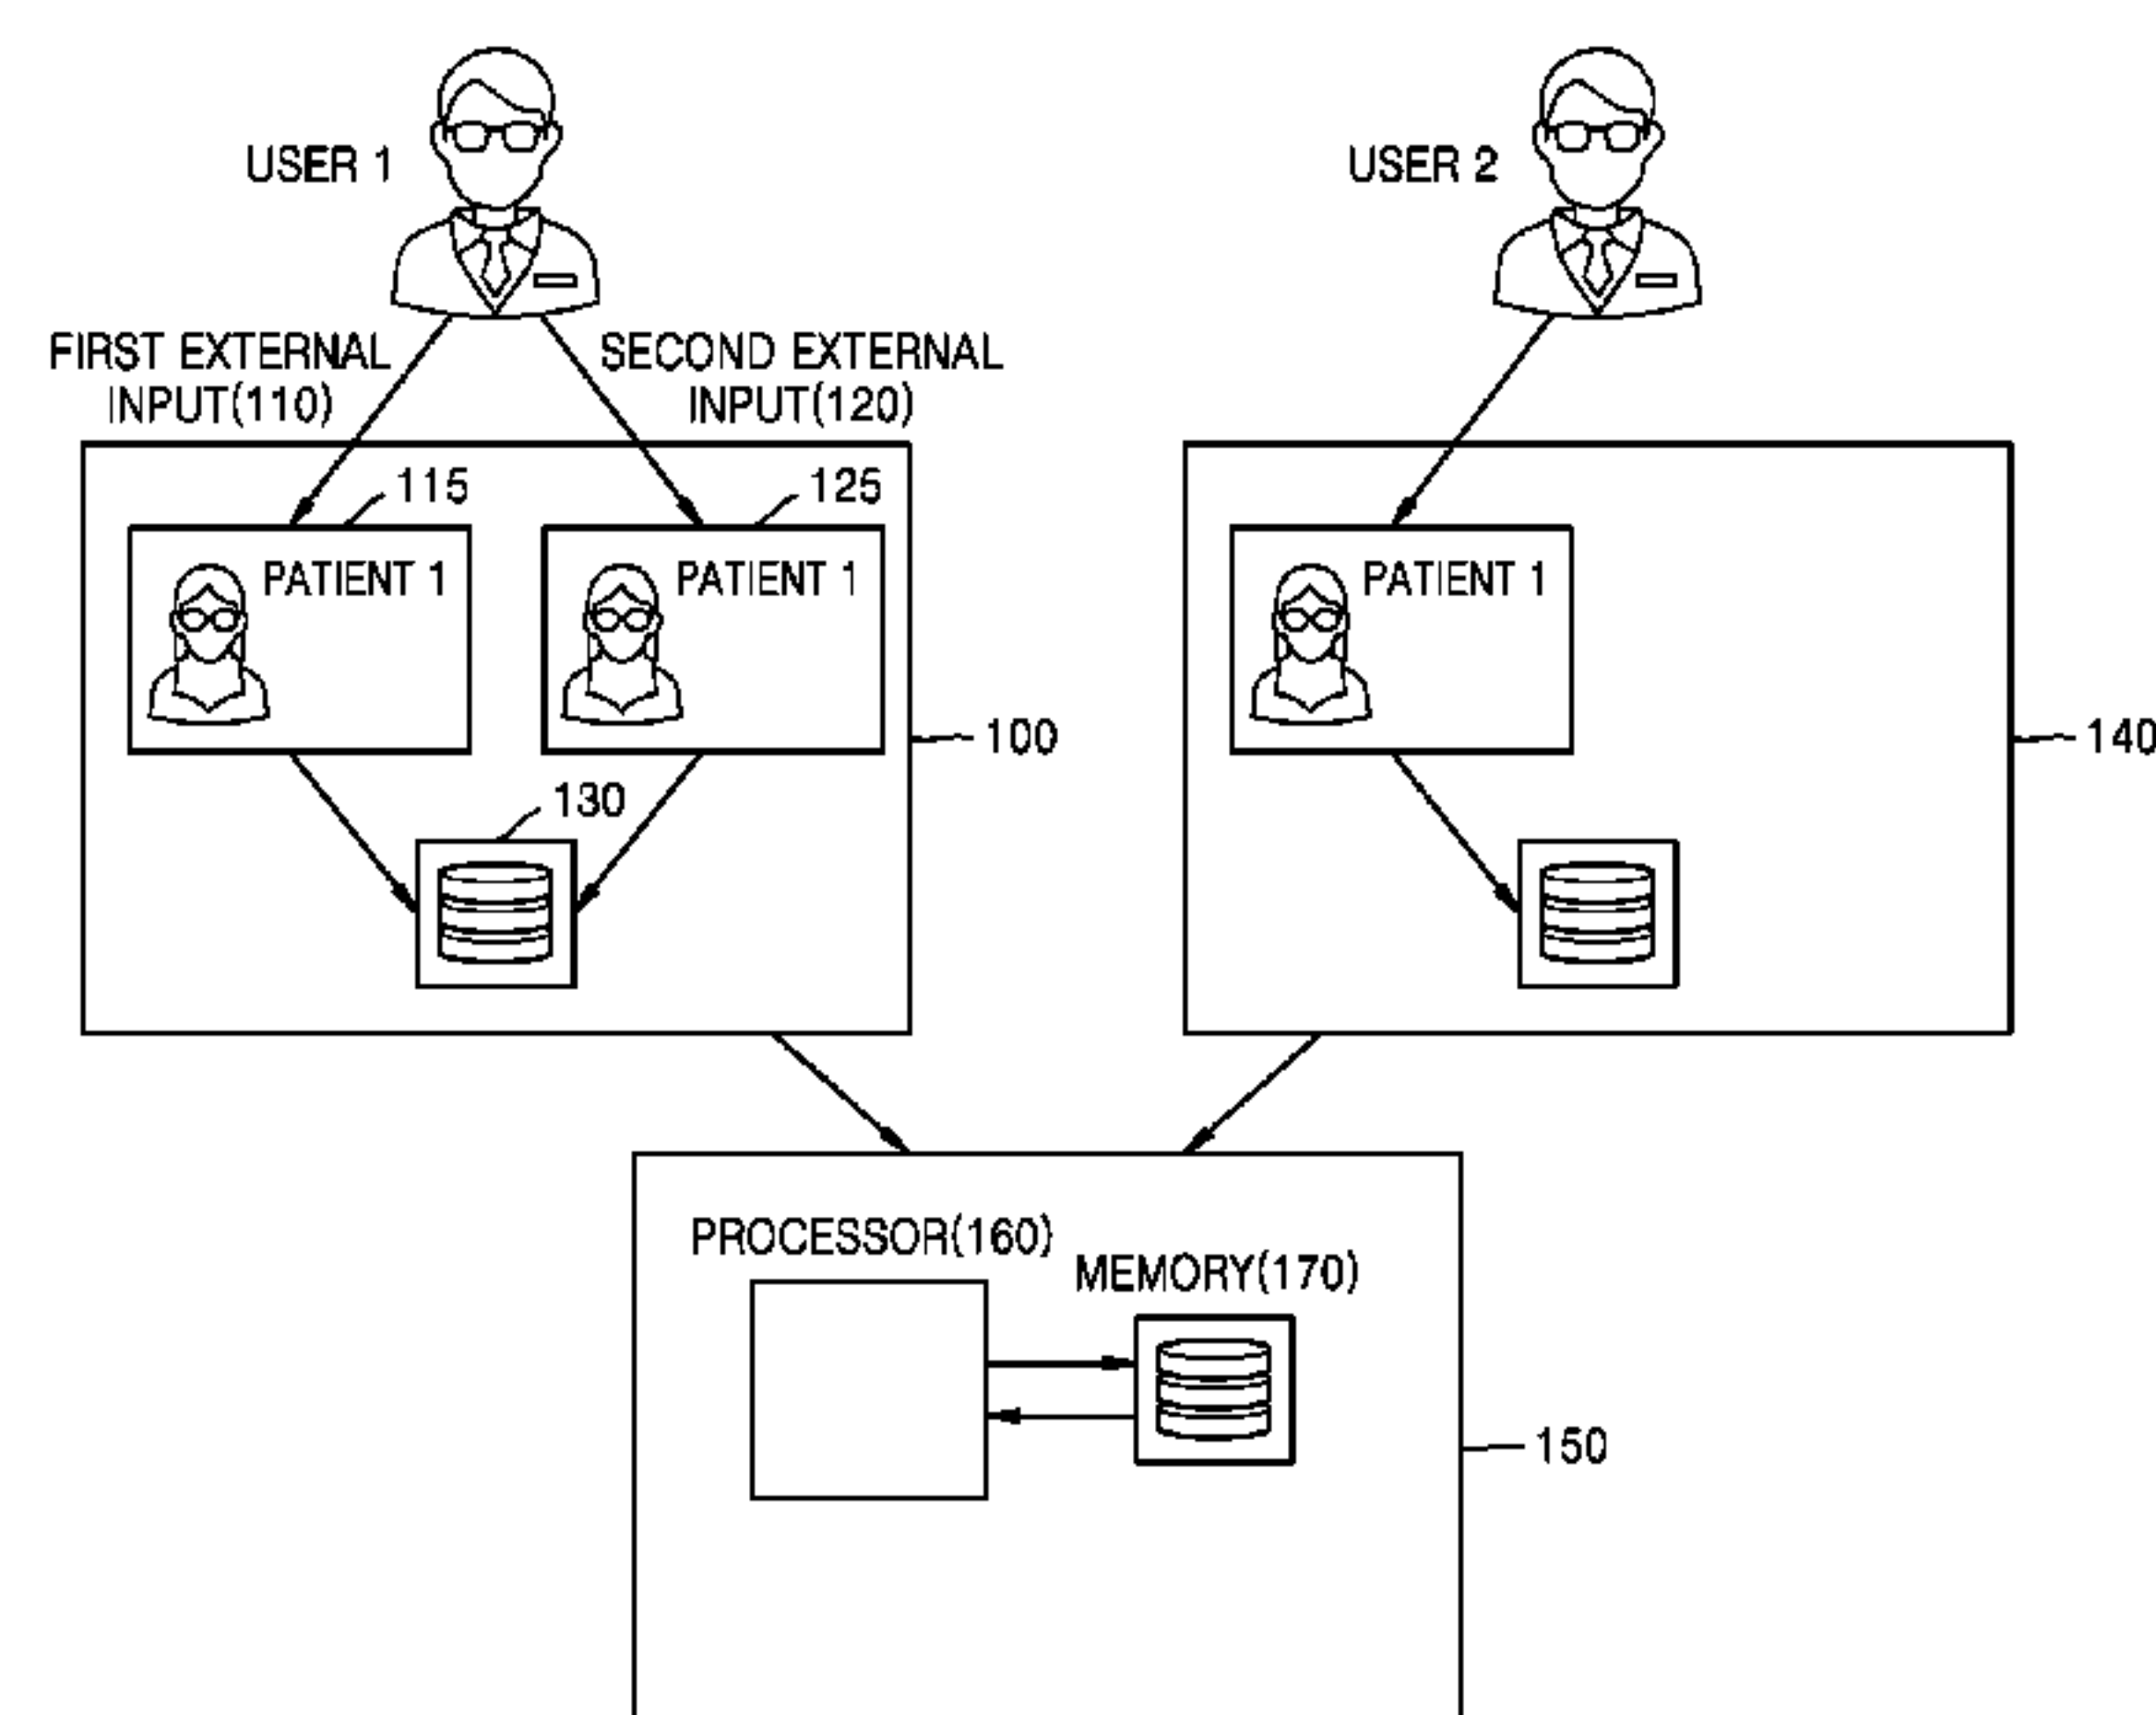 USER 1
USER 2
FIRST EXTERNAL
INPUT(110)
SECOND EXTERNAL
INPUT(120)
115
125
PATIENT 1
PATIENT 1
PATIENT 1
100
140
130
PROCESSOR(160)
MEMORY(170)
150